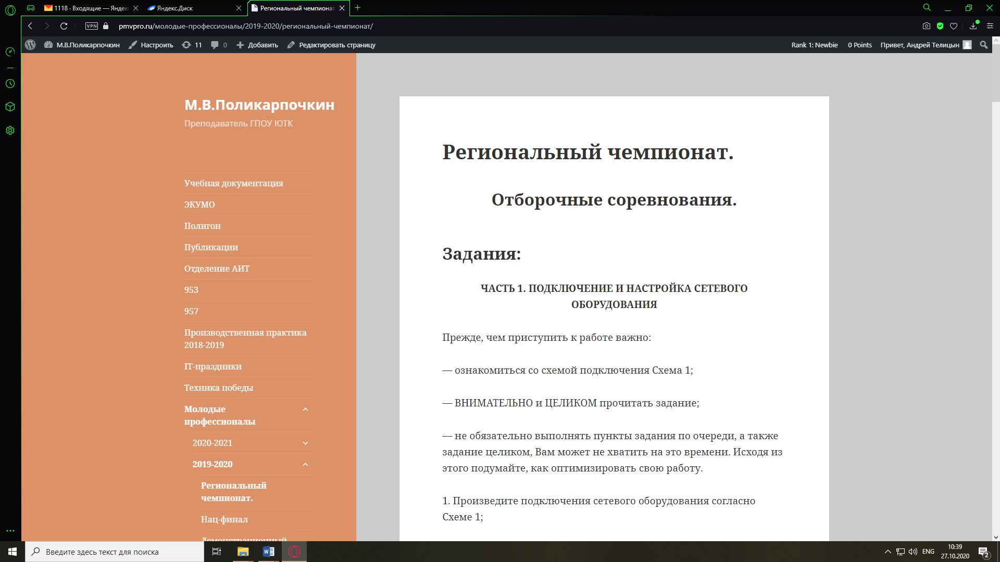 1118 · Входящие — Яндек
Яндекс.Диск
Региональный чемпионат
VPN
pmvpro.ru/молодые-профессионалы/2019-2020/региональный-чемпионат/
М.В.Поликарпочкин
Настроить
11
0
Добавить
Редактировать страницу
Rank 1: Newbie
0 Points
Привет, Андрей Телицын
М.В.Поликарпочкин
Преподаватель ГПОУ ЮТК
Учебная документация
ЭКУМО
Полигон
Публикации
Отделение АИТ
953
957
Производственная практика
2018-2019
IT-праздники
Техника победы
Молодые
профессионалы
2020-2021
2019-2020
Региональный
чемпионат.
Нац-финал
Демонстрационный
Региональный чемпионат.
Отборочные соревнования.
Задания:
ЧАСТЬ 1. ПОДКЛЮЧЕНИЕ И НАСТРОЙКА СЕТЕВОГО
ОБОРУДОВАНИЯ
Прежде, чем приступить к работе важно:
— ознакомиться со схемой подключения Схема 1;
— ВНИМАТЕЛЬНО и ЦЕЛИКОМ прочитать задание;
— не обязательно выполнять пункты задания по очереди, а также
задание целиком, Вам может не хватить на это времени. Исходя из
этого подумайте, как оптимизировать свою работу.
1. Произведите подключения сетевого оборудования согласно
Схеме 1;
Введите здесь текст для поиска
ENG
10:39
27.10.2020
2